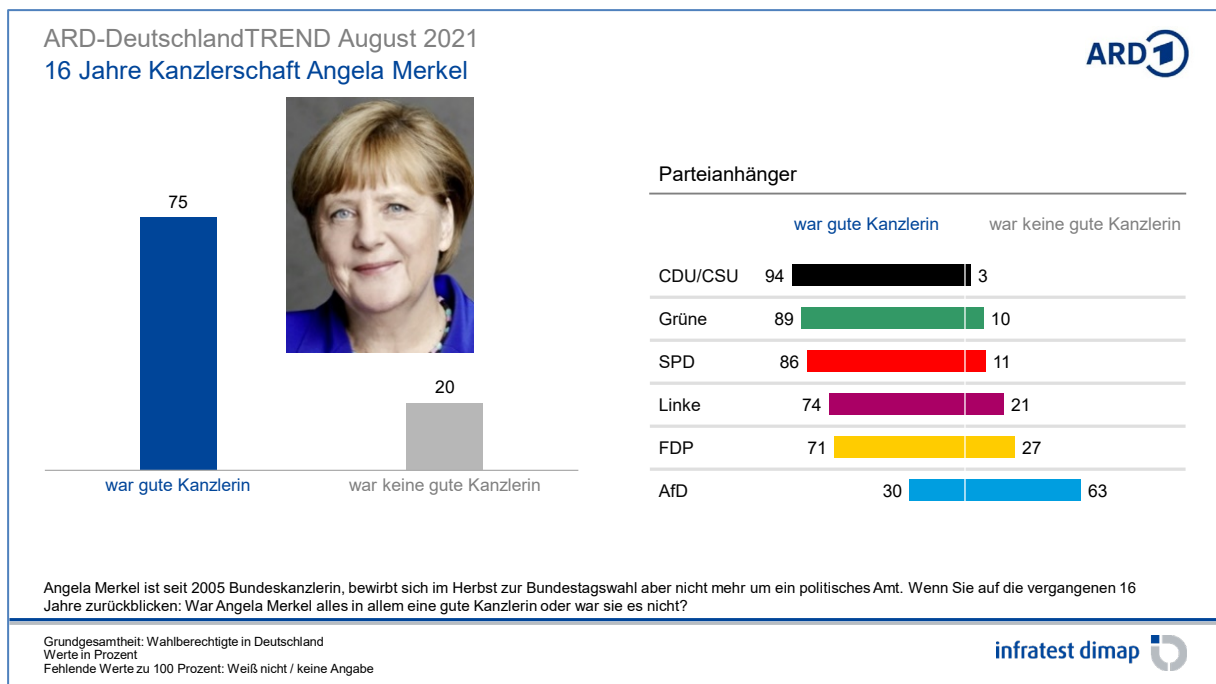 ARD-DeutschlandTREND August 2021
16 Jahre Kanzlerschaft Angela Merkel
ARD 1
75
20
war gute Kanzlerin
war keine gute Kanzlerin
Parteianhänger
war gute Kanzlerin war keine gute Kanzlerin
CDU/CSU 94 3
Grüne 89 10
SPD 86 11
Linke 74 21
FDP 71 27
AfD 30 63
Angela Merkel ist seit 2005 Bundeskanzlerin, bewirbt sich im Herbst zur Bundestagswahl aber nicht mehr um ein politisches Amt. Wenn Sie auf die vergangenen 16
Jahre zurückblicken: War Angela Merkel alles in allem eine gute Kanzlerin oder war sie es nicht?
Grundgesamtheit: Wahlberechtigte in Deutschland
Werte in Prozent
Fehlende Werte zu 100 Prozent: Weiß nicht / keine Angabe
infratest dimap